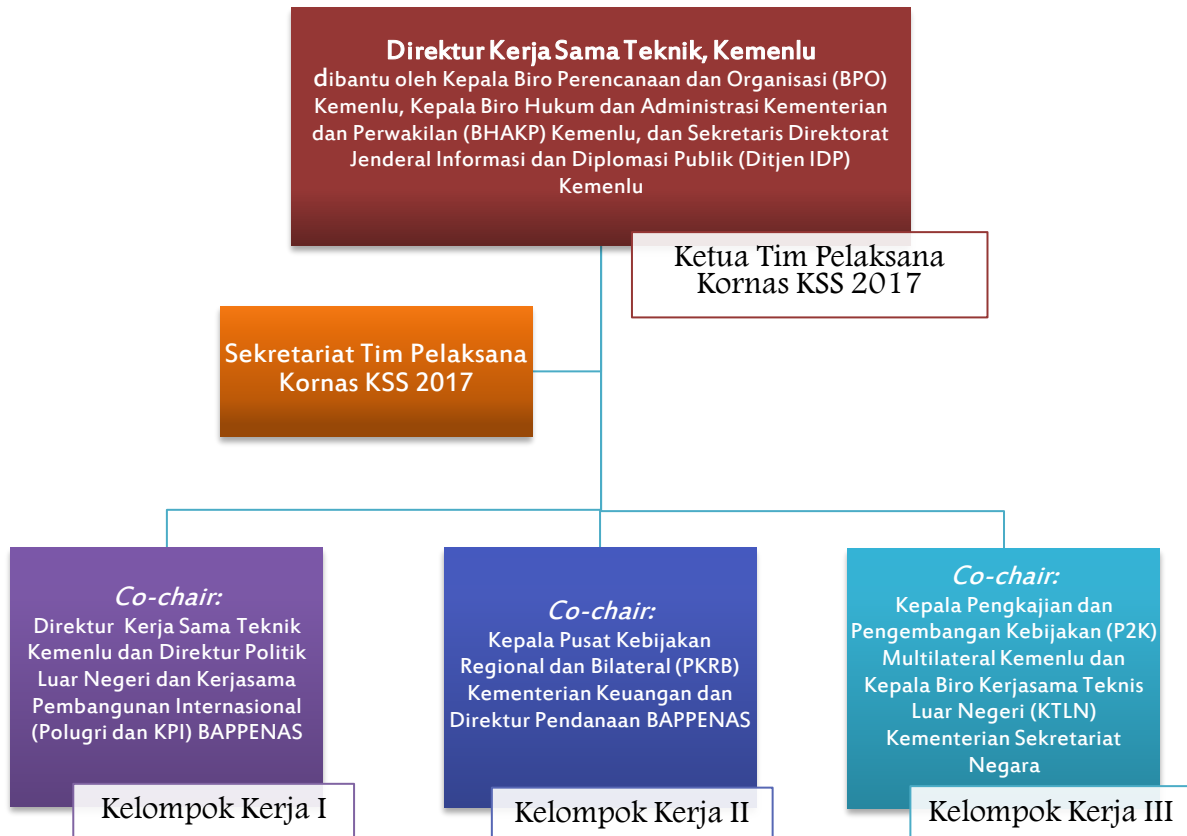 Direktur Kerja Sama Teknik, Kemenlu
dibantu oleh Kepala Biro Perencanaan dan Organisasi (BPO)
Kemenlu, Kepala Biro Hukum dan Administrasi Kementerian
dan Perwakilan (BHAKP) Kemenlu, dan Sekretaris Direktorat
Jenderal Informasi dan Diplomasi Publik (Ditjen IDP)
Kemenlu
Ketua Tim Pelaksana
Kornas KSS 2017
Sekretariat Tim Pelaksana
Kornas KSS 2017
Co-chair:
Direktur Kerja Sama Teknik
Kemenlu dan Direktur Politik
Luar Negeri dan Kerjasama
Pembangunan Internasional
(Polugri dan KPI) BAPPENAS
Kelompok Kerja I
Co-chair:
Kepala Pusat Kebijakan
Regional dan Bilateral (PKRB)
Kementerian Keuangan dan
Direktur Pendanaan BAPPENAS
Kelompok Kerja II
Co-chair:
Kepala Pengkajian dan
Pengembangan Kebijakan (P2K)
Multilateral Kemenlu dan
Kepala Biro Kerjasama Teknis
Luar Negeri (KTLN)
Kementerian Sekretariat
Negara
Kelompok Kerja III